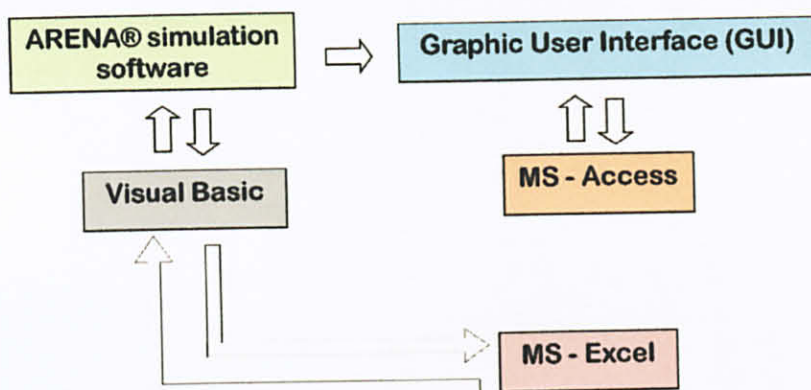 ARENA® simulation
software
Graphic User Interface (GUI)
Visual Basic
MS - Access
MS - Excel